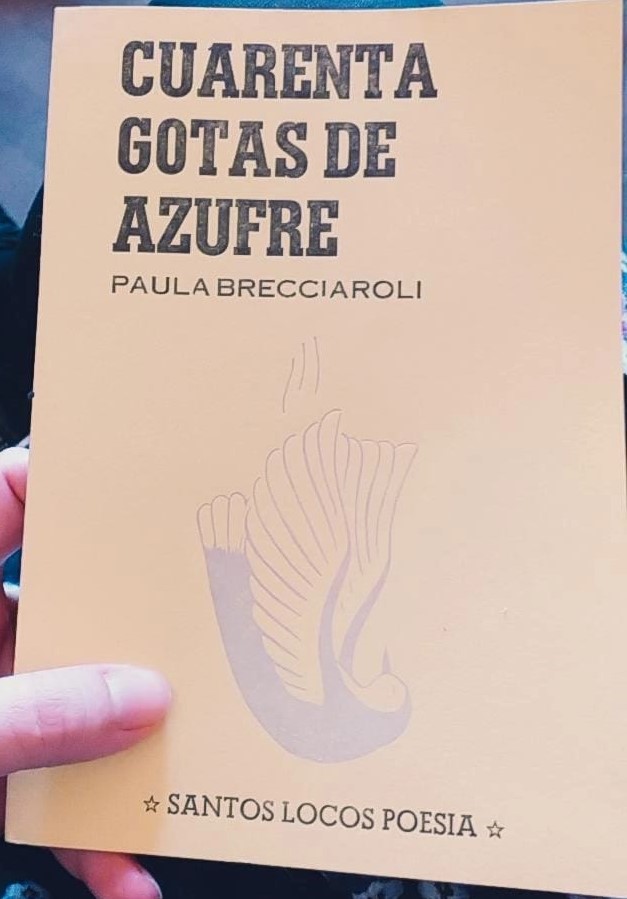 CUARENTA
GOTAS DE
AZUFRE
PAULA BRECCIAROLI
☆ SANTOS LOCOS POESIA ☆